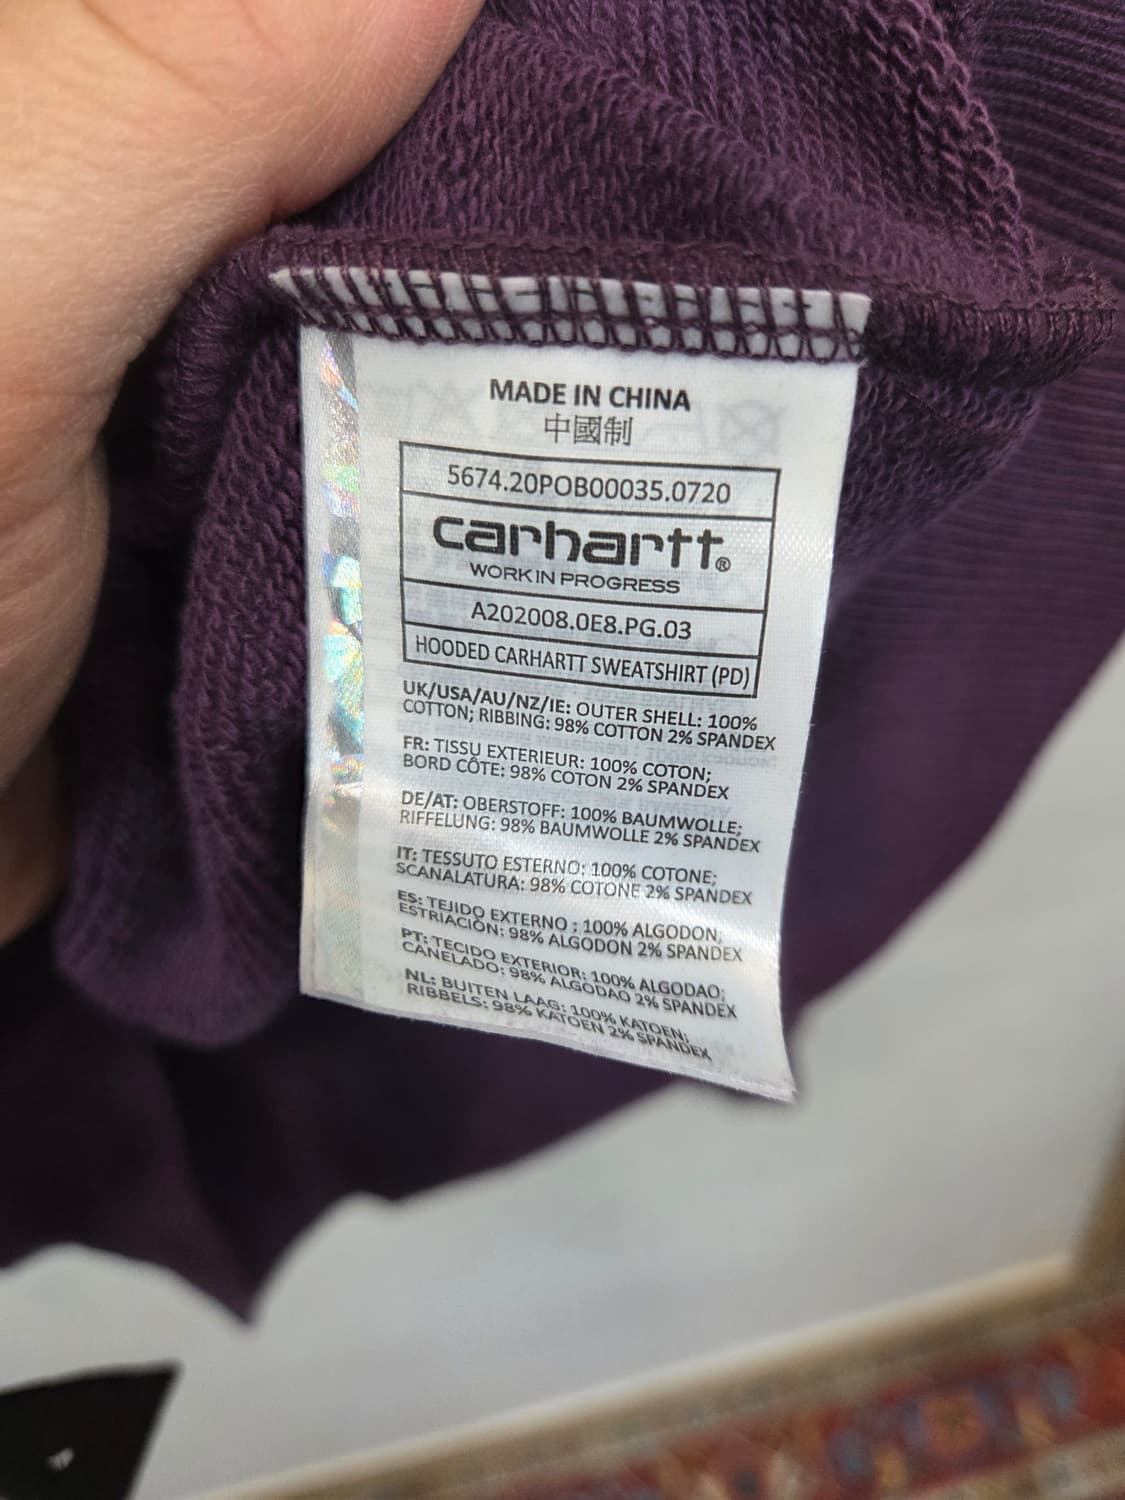 MADE IN CHINA
中國制
5674.20POB00035.0720
carhartt®
WORK IN PROGRESS
A202008.0E8.PG.03
HOODED CARHARTT SWEATSHIRT (PD)
UK/USA/AU/NZ/IE: OUTER SHELL: 100%
COTTON; RIBBING: 98% COTTON 2% SPANDEX
FR: TISSU EXTERIEUR: 100% COTON;
BORD CÔTE: 98% COTON 2% SPANDEX
DE/AT: OBERSTOFF: 100% BAUMWOLLE;
RIFFELUNG: 98% BAUMWOLLE 2% SPANDEX
IT: TESSUTO ESTERNO: 100% COTONE;
SCANALATURA: 98% COTONE 2% SPANDEX
ES: TEJIDO EXTERNO : 100% ALGODON;
ESTRIACIÓN: 98% ALGODON 2% SPANDEX
PT: TECIDO EXTERIOR: 100% ALGODAO;
CANELADO: 98% ALGODAO 2% SPANDEX
NL: BUITEN LAAG: 100% KATOEN;
RIBBELS: 98% KATOEN 2% SPANDEX